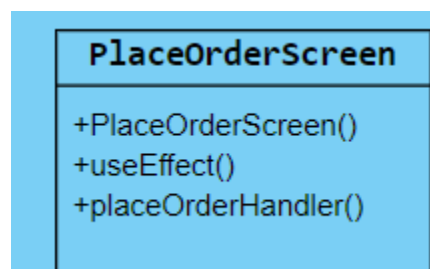 PlaceOrderScreen
+PlaceOrderScreen()
+useEffect()
+placeOrderHandler()